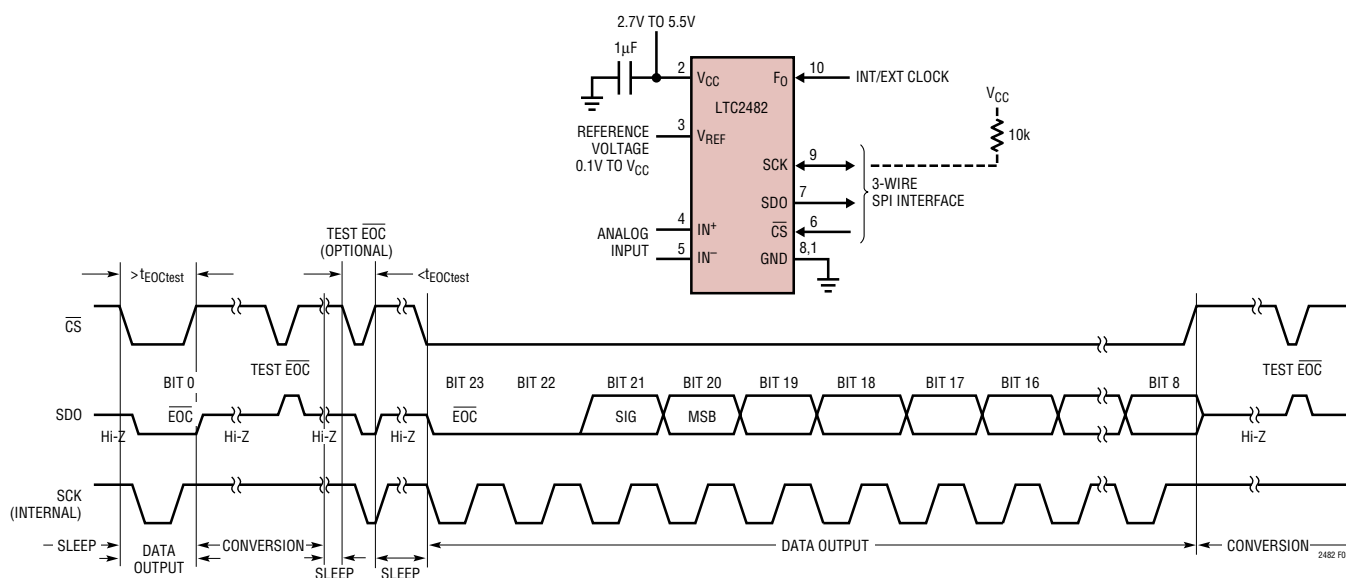 2.7V TO 5.5V
1µF
2
VCC
FO
10
INT/EXT CLOCK
LTC2482
VCC
10k
REFERENCE
VOLTAGE
0.1V TO VCC
3
VREF
SCK
9
3-WIRE
SPI INTERFACE
SDO
7
CS
6
ANALOG
INPUT
4
IN+
5
IN−
GND
8,1
TEST EOC
(OPTIONAL)
>tEOCtest
<tEOCtest
CS
BIT 0
TEST EOC
BIT 23
BIT 22
BIT 21
BIT 20
BIT 19
BIT 18
BIT 17
BIT 16
BIT 8
TEST EOC
SDO
EOC
EOC
SIG
MSB
Hi-Z
Hi-Z
Hi-Z
Hi-Z
Hi-Z
SCK
(INTERNAL)
SLEEP
DATA
OUTPUT
CONVERSION
SLEEP
SLEEP
DATA OUTPUT
CONVERSION
2482 F0